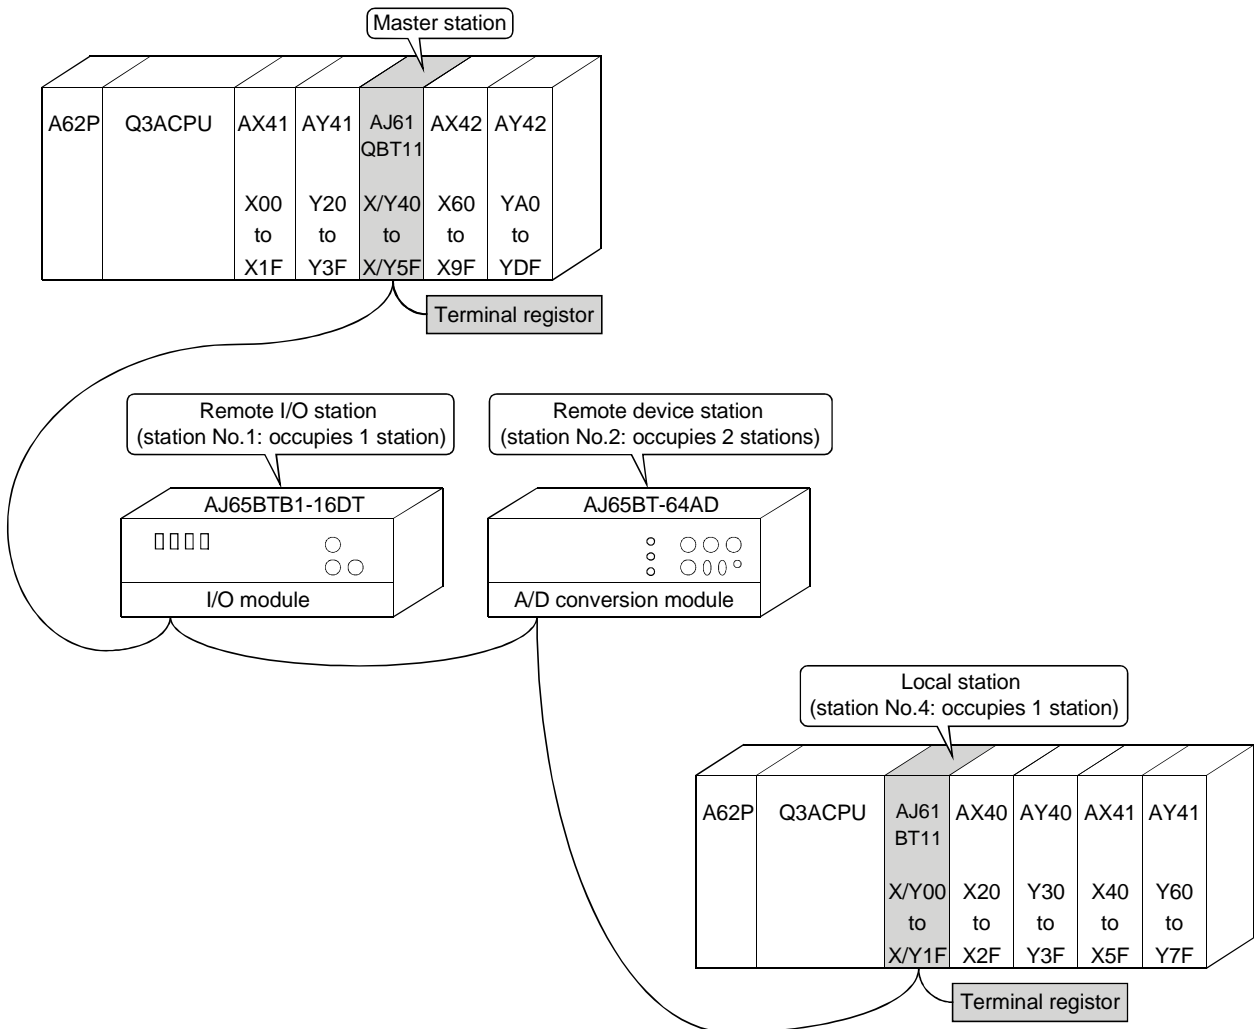 Master station
A62P Q3ACPU AX41 AY41 AJ61 AX42 AY42
QBT11
X00 Y20 X/Y40 X60 YA0
to to to to to
X1F Y3F X/Y5F X9F YDF
Terminal registor
Remote I/O station
(station No.1: occupies 1 station)
Remote device station
(station No.2: occupies 2 stations)
AJ65BTB1-16DT
I/O module
AJ65BT-64AD
A/D conversion module
Local station
(station No.4: occupies 1 station)
A62P Q3ACPU AJ61 AX40 AY40 AX41 AY41
BT11
X/Y00 X20 Y30 X40 Y60
to to to to to
X/Y1F X2F Y3F X5F Y7F
Terminal registor